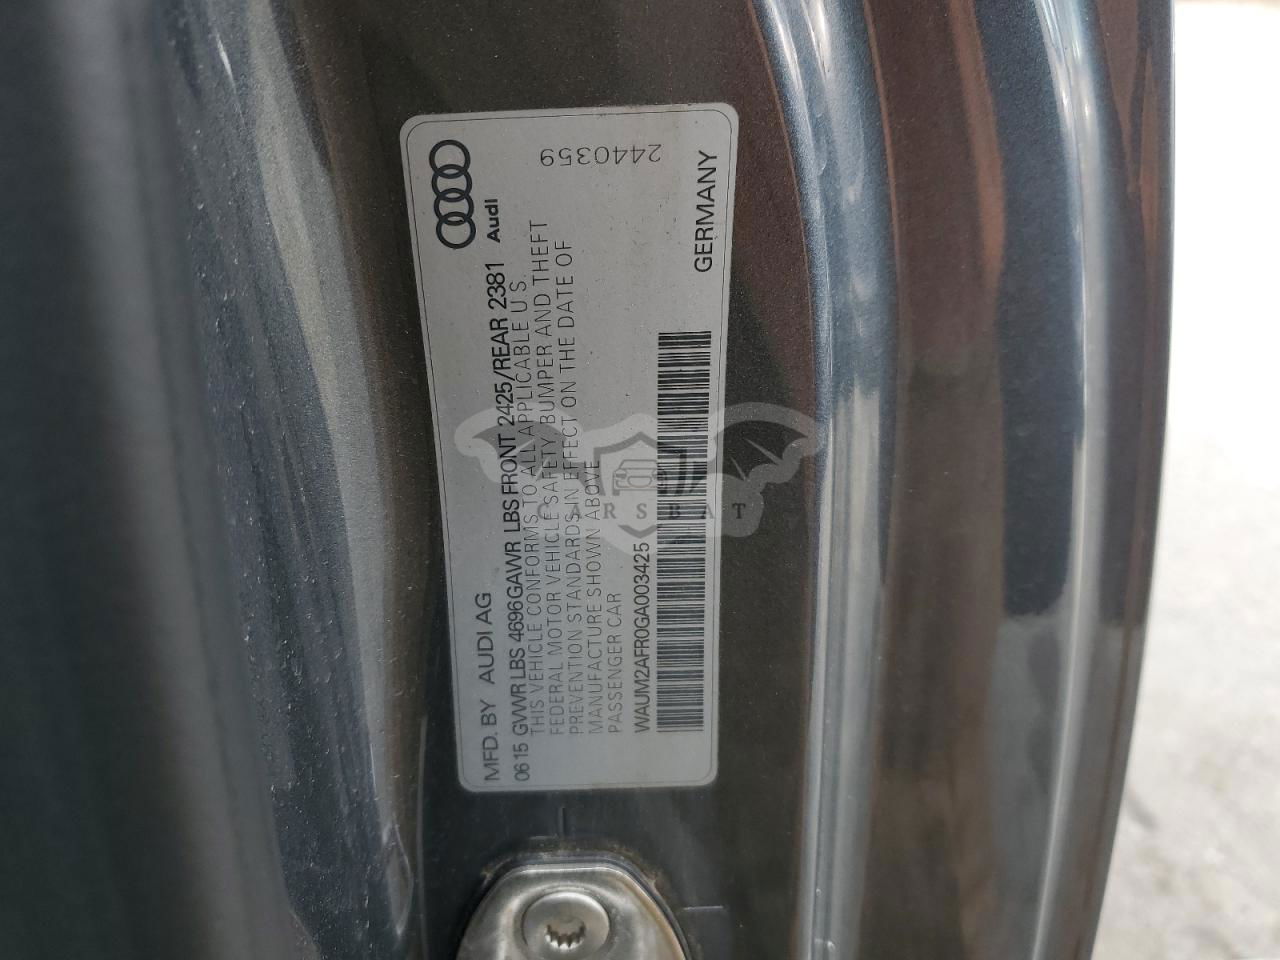 2440359
Audi
GERMANY
MFD. BY AUDI AG
06 15 GVWR LBS 4696 GAWR LBS FRONT 2425/REAR 2381
THIS VEHICLE CONFORMS TO ALL APPLICABLE U S.
FEDERAL MOTOR VEHICLE SAFETY, BUMPER AND THEFT
PREVENTION STANDARDS IN EFFECT ON THE DATE OF
MANUFACTURE SHOWN ABOVE
PASSENGER CAR
WAUM2AFR0GA003425
CARSBAT